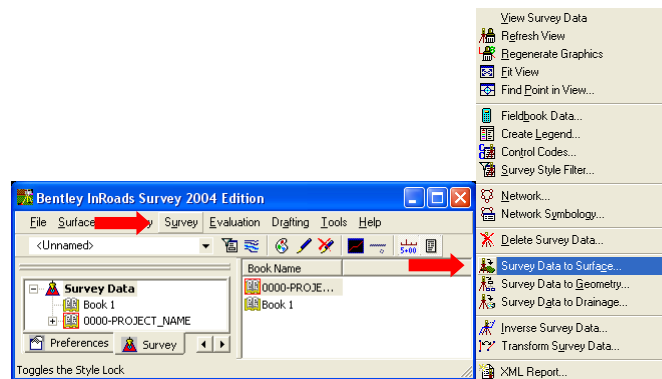 Bentley InRoads Survey 2004 Edition
File Surface y Survey Evaluation Drafting Tools Help
<Unnamed>
5+00
Survey Data
Book 1
0000-PROJECT_NAME
Preferences Survey
Book Name
0000-PROJE...
Book 1
Toggles the Style Lock
View Survey Data
Refresh View
Regenerate Graphics
Fit View
Find Point in View...
Fieldbook Data...
Create Legend...
Control Codes...
Survey Style Filter...
Network...
Network Symbology...
Delete Survey Data...
Survey Data to Surface...
Survey Data to Geometry...
Survey Data to Drainage...
Inverse Survey Data...
Transform Survey Data...
XML Report...